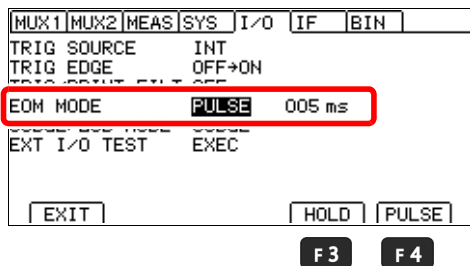 MUX1 MUX2 MEAS SYS I/O IF BIN
TRIG SOURCE INT
TRIG EDGE OFF→ON
EOM MODE PULSE 005 ms
EXT I/O TEST EXEC
EXIT HOLD PULSE
F3 F4